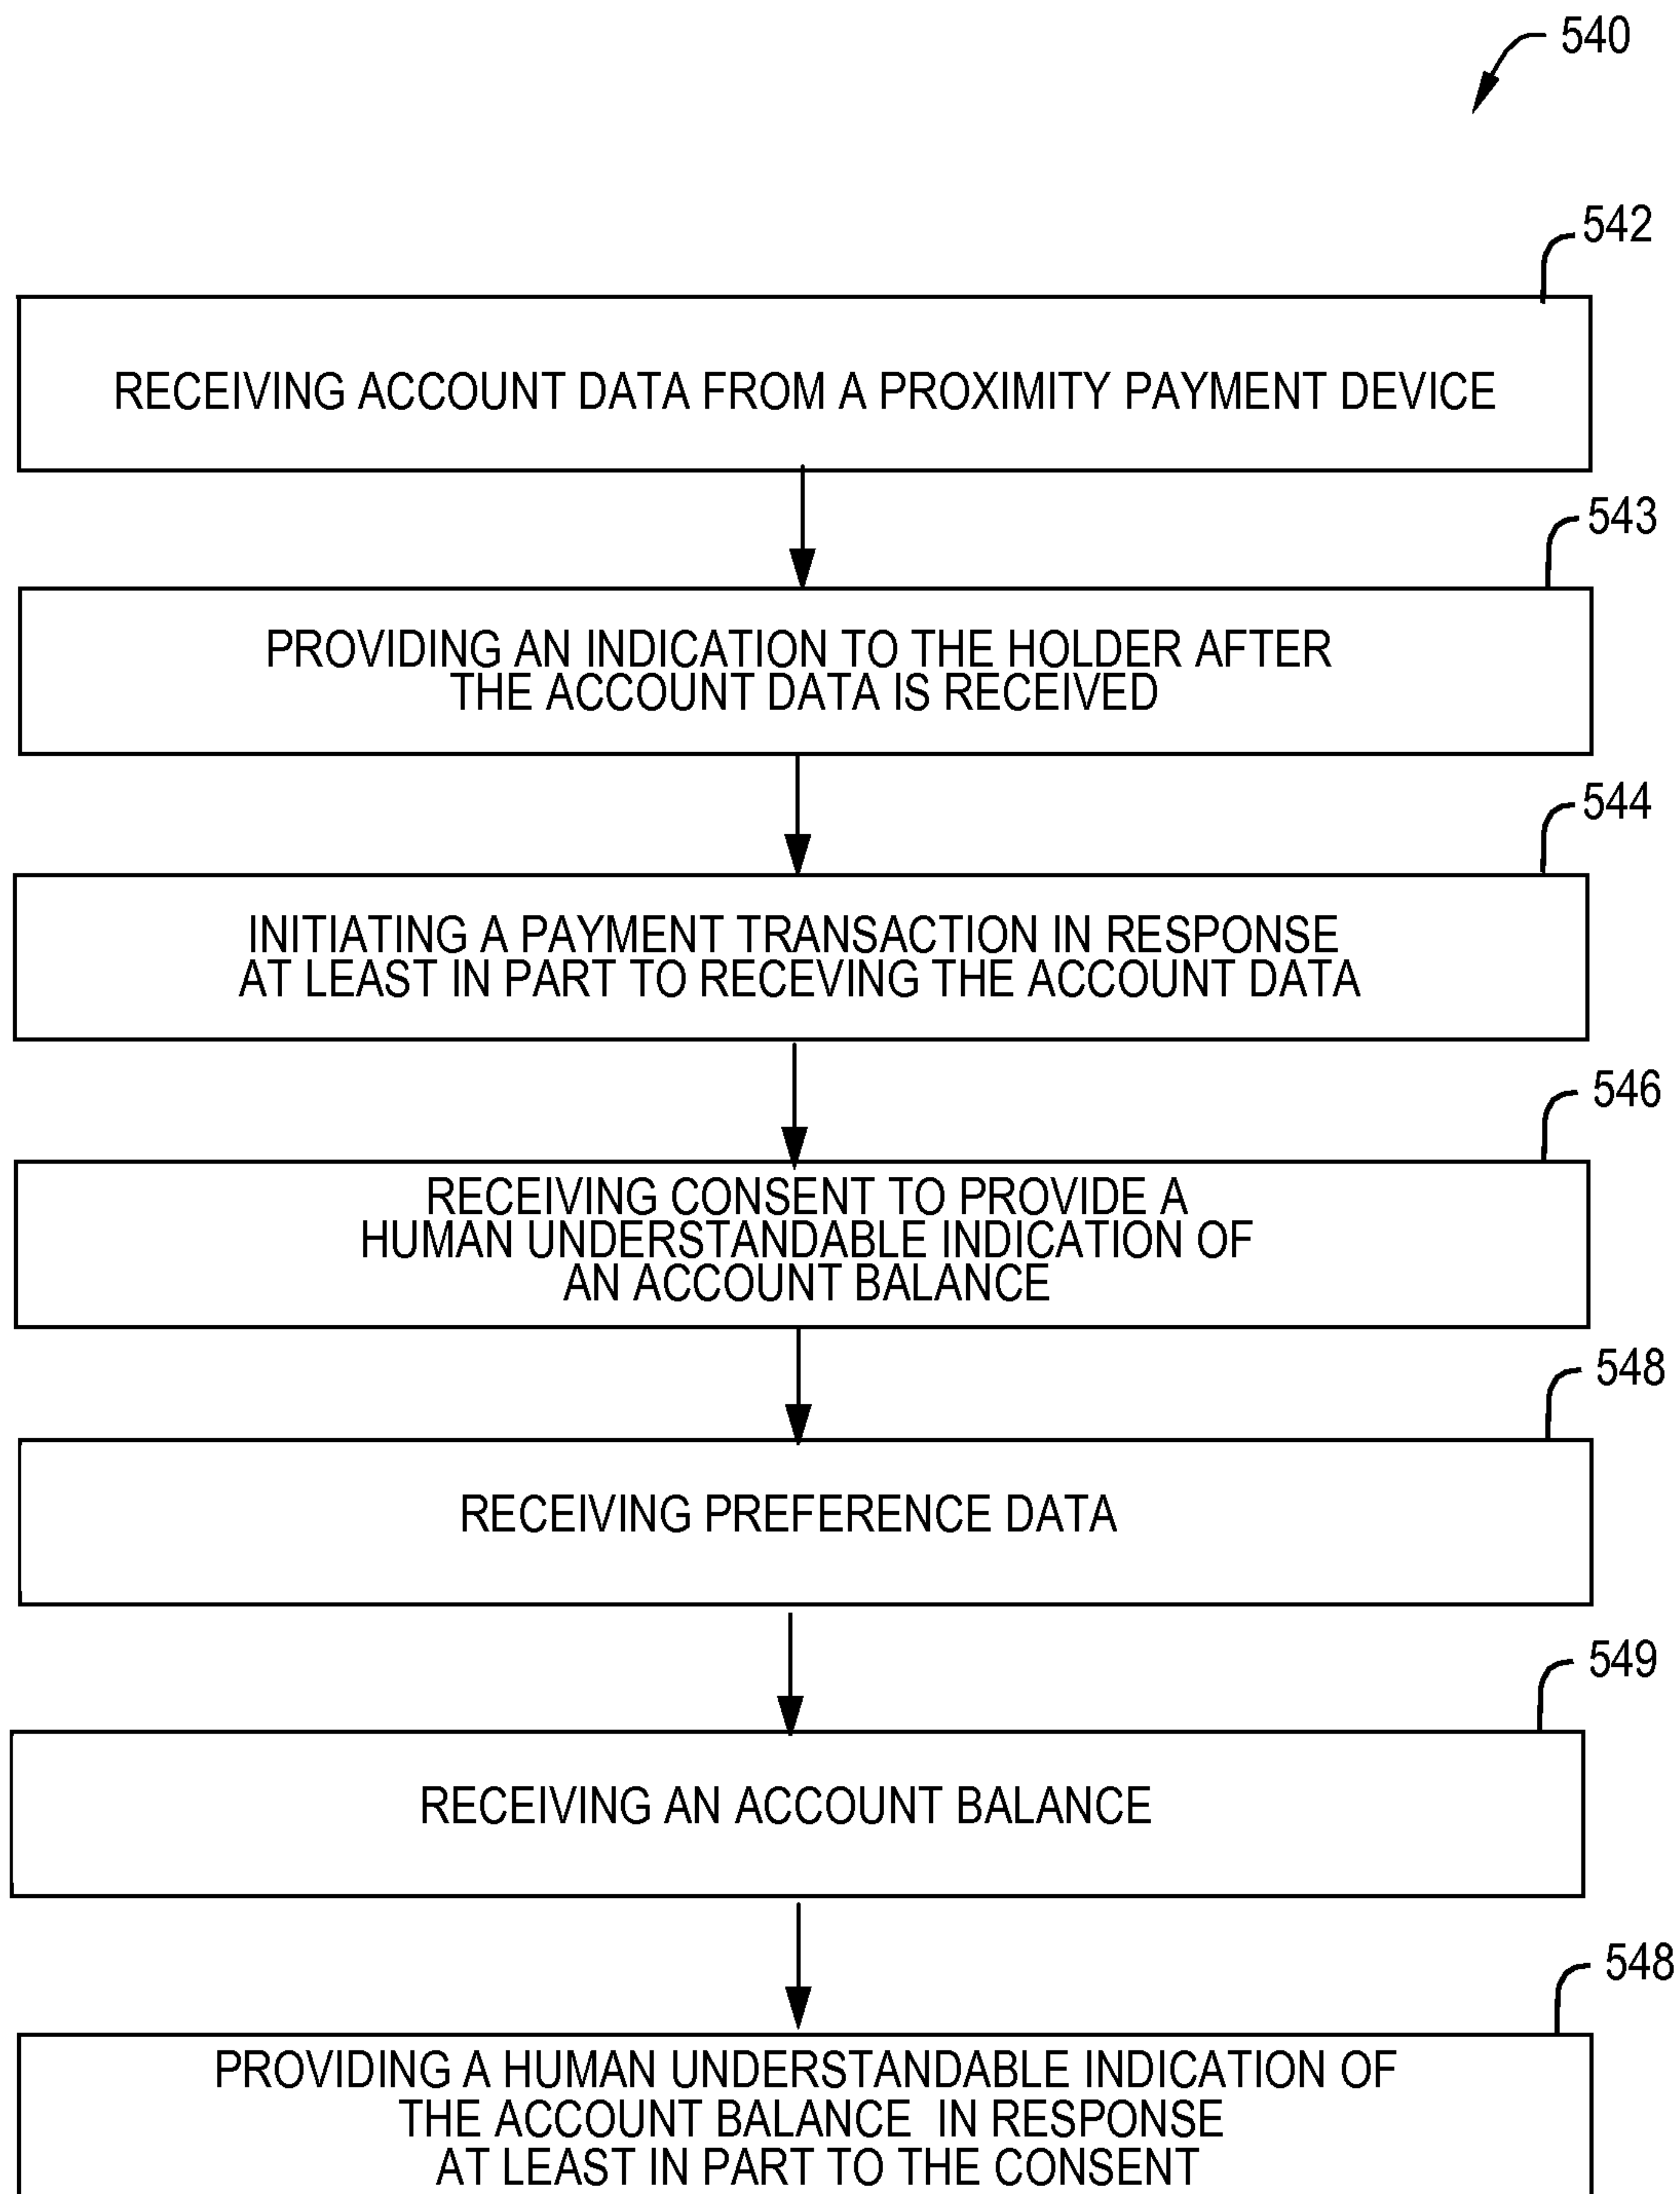 540
542
RECEIVING ACCOUNT DATA FROM A PROXIMITY PAYMENT DEVICE
543
PROVIDING AN INDICATION TO THE HOLDER AFTER
THE ACCOUNT DATA IS RECEIVED
544
INITIATING A PAYMENT TRANSACTION IN RESPONSE
AT LEAST IN PART TO RECEVING THE ACCOUNT DATA
546
RECEIVING CONSENT TO PROVIDE A
HUMAN UNDERSTANDABLE INDICATION OF
AN ACCOUNT BALANCE
548
RECEIVING PREFERENCE DATA
549
RECEIVING AN ACCOUNT BALANCE
548
PROVIDING A HUMAN UNDERSTANDABLE INDICATION OF
THE ACCOUNT BALANCE IN RESPONSE
AT LEAST IN PART TO THE CONSENT